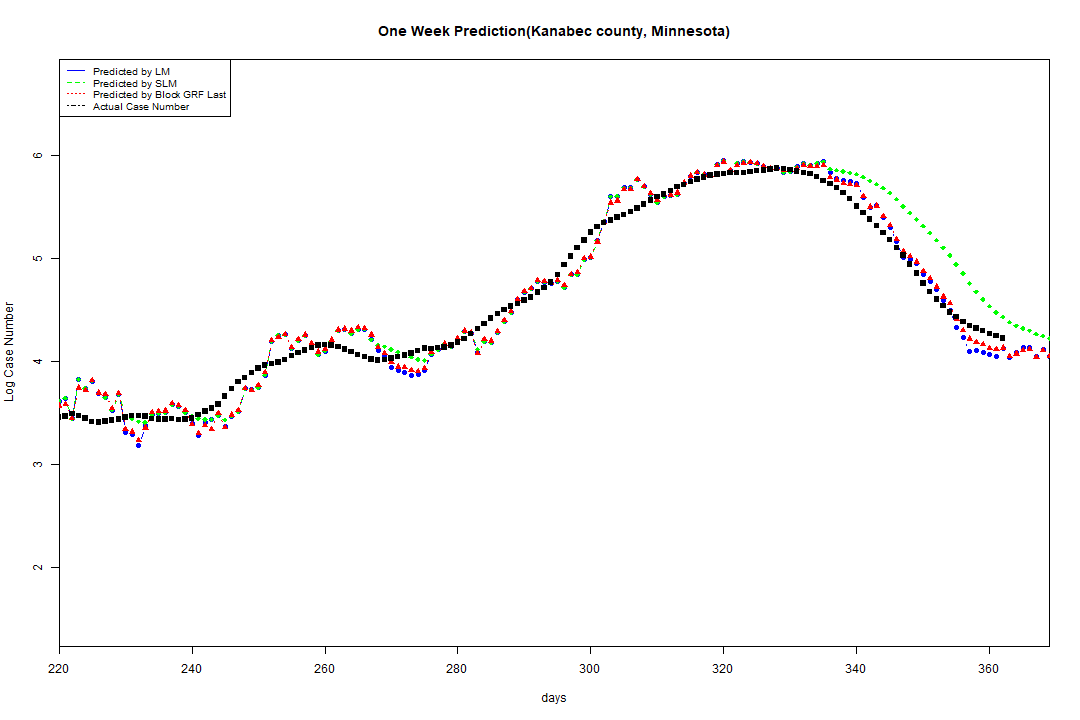 One Week Prediction(Kanabec county, Minnesota)
Predicted by LM
Predicted by SLM
Predicted by Block GRF Last
Actual Case Number
Log Case Number
6
5
4
3
2
220 240 260 280 300 320 340 360
days